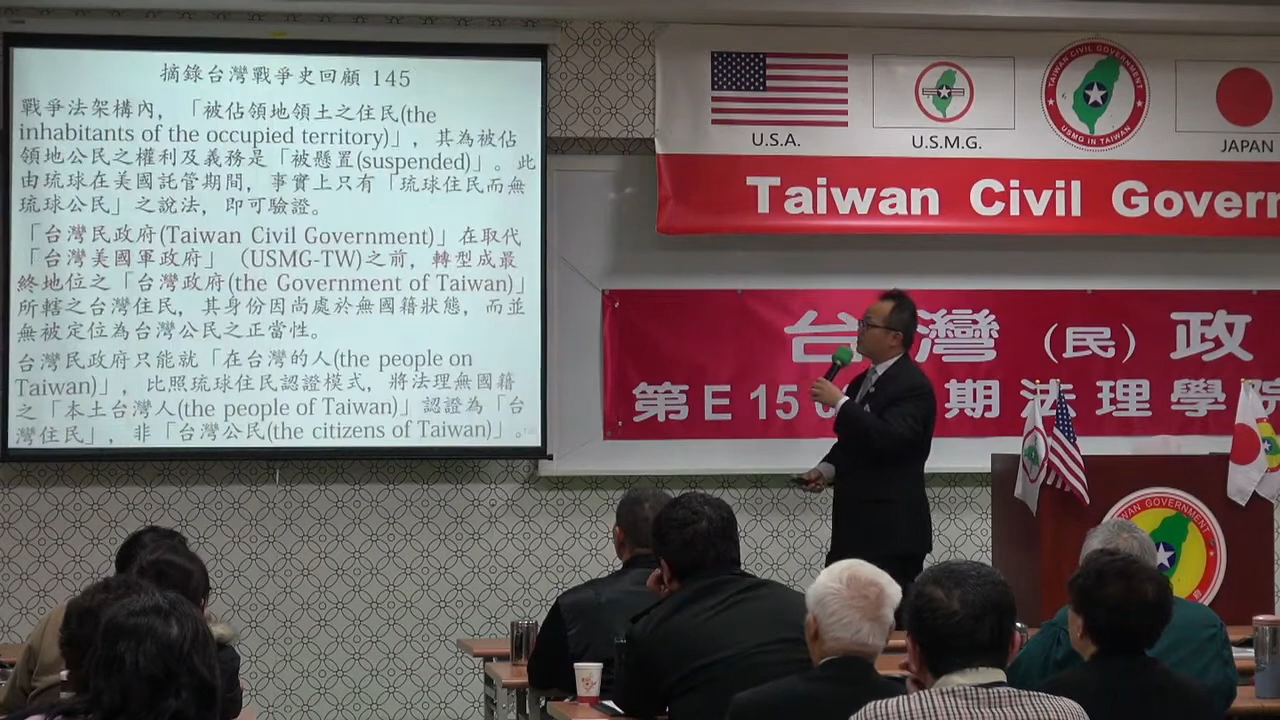 摘錄台灣戰爭史回顧 145
戰爭法架構內，「被佔領地領土之住民(the
inhabitants of the occupied territory)」，其為被佔
領地公民之權利及義務是「被懸置(suspended)」。此
由琉球在美國託管期間，事實上只有「琉球住民而無
琉球公民」之說法，即可驗證。
「台灣民政府(Taiwan Civil Government)」在取代
「台灣美國軍政府」（USMG-TW)之前，轉型成最
終地位之「台灣政府(the Government of Taiwan)」
所轄之台灣住民，其身份因尚處於無國籍狀態，而並
無被定位為台灣公民之正當性。
台灣民政府只能就「在台灣的人(the people on
Taiwan)」，比照琉球住民認證模式，將法理無國籍
之「本土台灣人(the people of Taiwan)」認證為「台
灣住民」，非「台灣公民(the citizens of Taiwan)」。
U.S.A.
U.S.M.G.
TAIWAN CIVIL GOVERNMENT
USMG IN TAIWAN
JAPAN
Taiwan Civil Govern
台灣（民）政
第E15 期法理學院
WAN GOVERNMENT